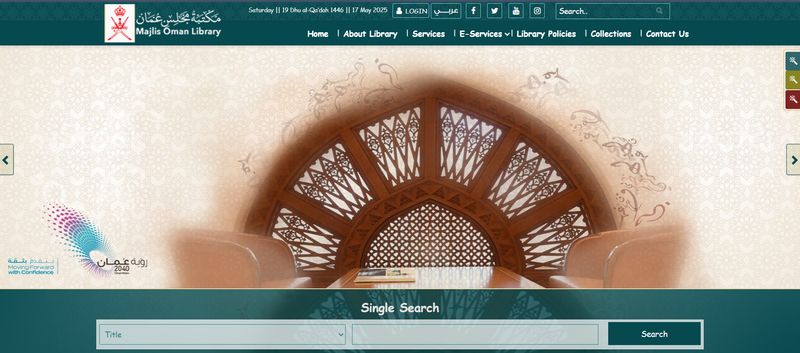 مكتبة مجلس عمان
Majlis Oman Library
Saturday || 19 Dhu al-Qa'dah 1446 || 17 May 2025
LOGIN
عربي
Search..
Home
About Library
Services
E-Services
Library Policies
Collections
Contact Us
نتقدم بثقة
Moving Forward
with Confidence
رؤية عُمان
2040
Single Search
Title
Search